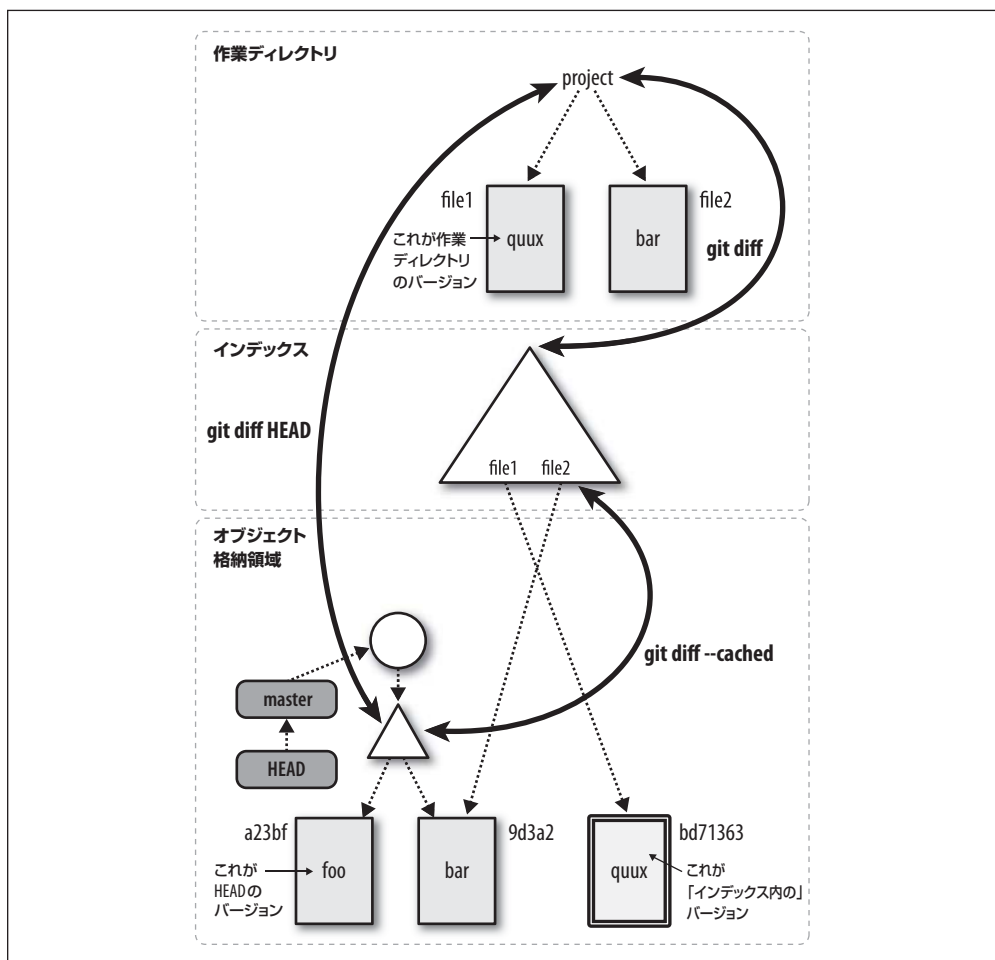 作業ディレクトリ
project
file1
file2
これが作業
ディレクトリ
のバージョン
quux
bar
git diff
インデックス
git diff HEAD
file1
file2
オブジェクト
格納領域
git diff --cached
master
HEAD
a23bf
9d3a2
bd71363
これが
HEADの
バージョン
foo
bar
quux
これが
「インデックス内の」
バージョン